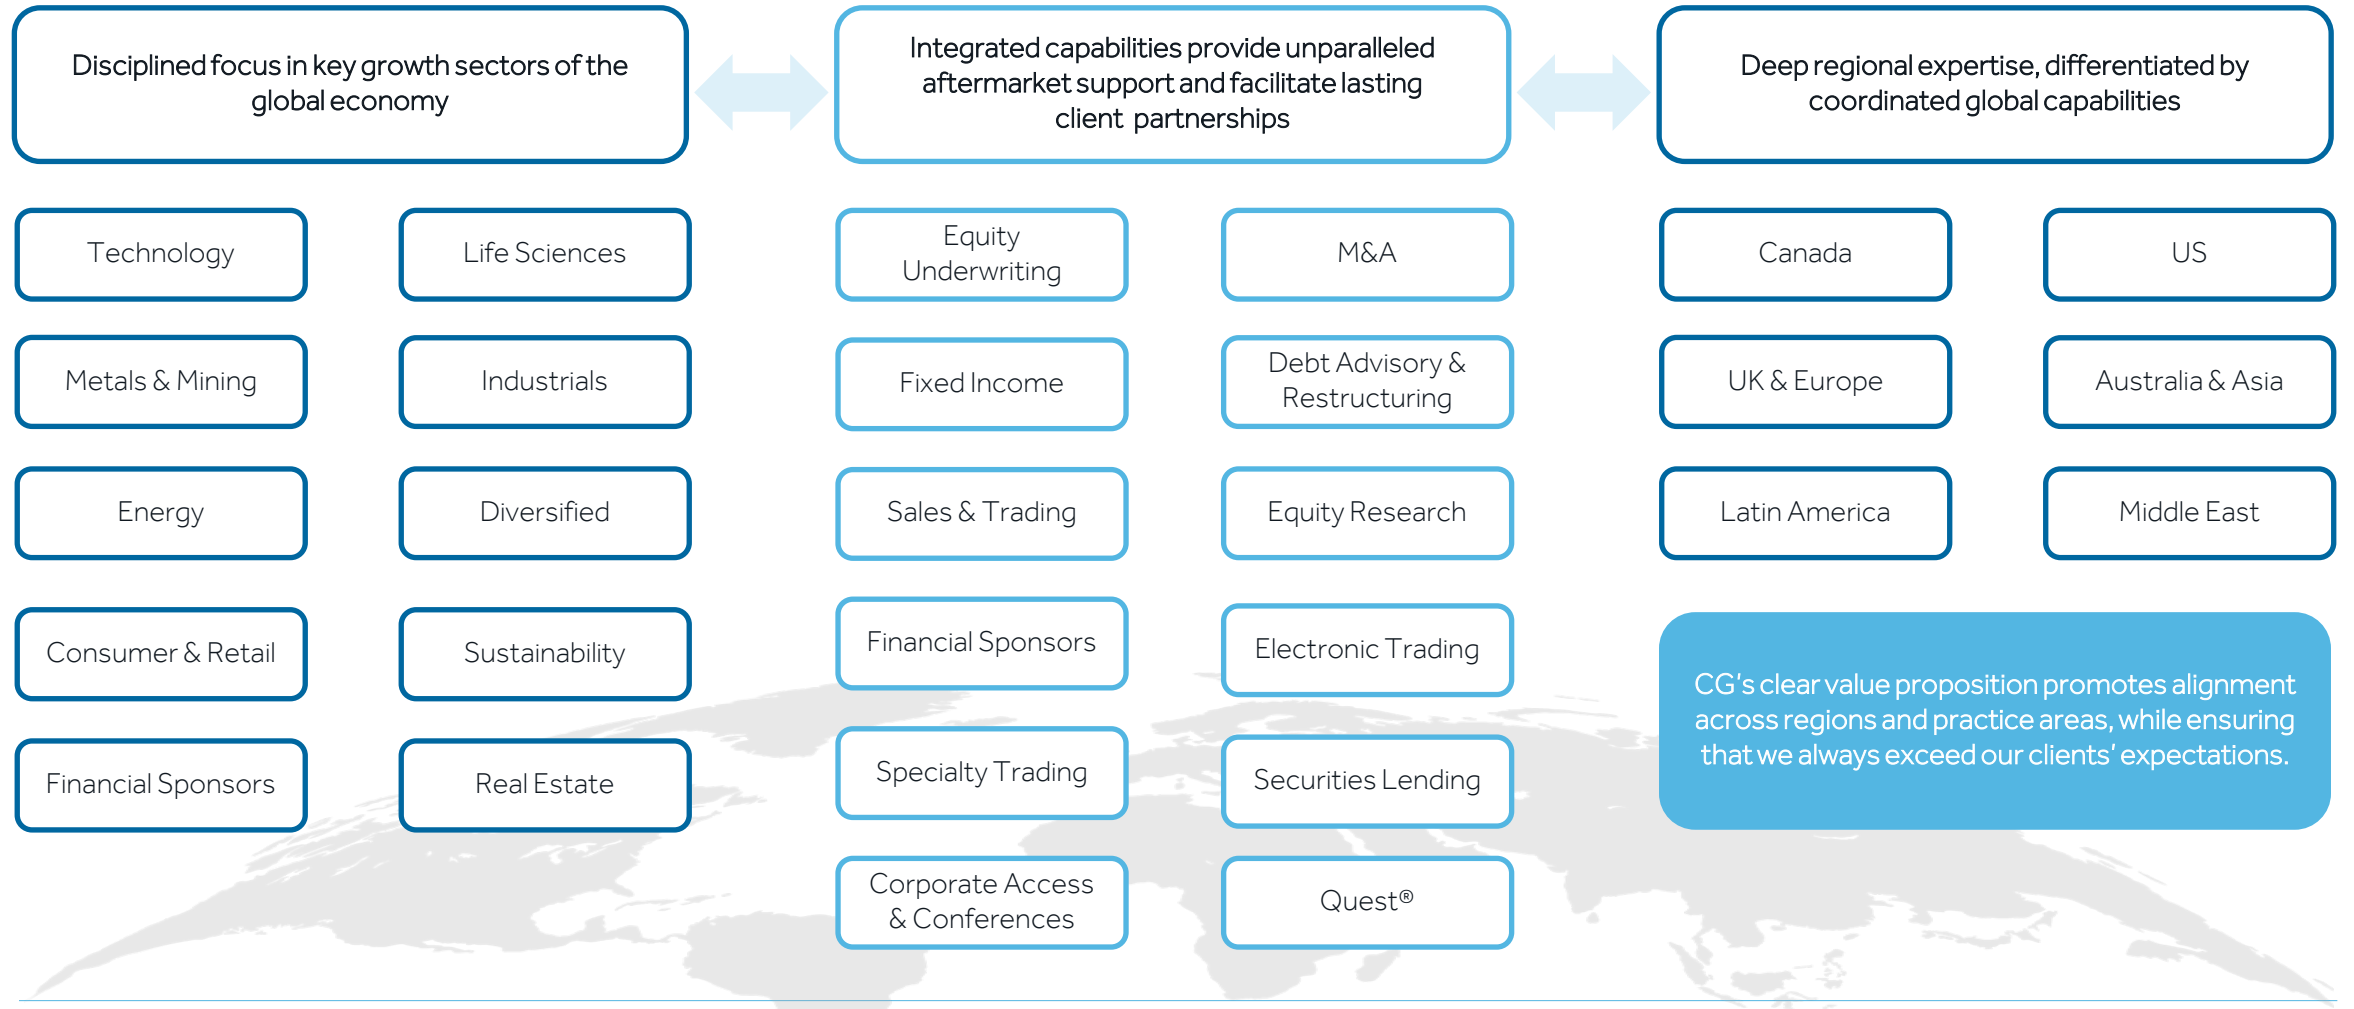 Disciplined focus in key growth sectors of the
global economy
Integrated capabilities provide unparalleled
aftermarket support and facilitate lasting
client partnerships
Deep regional expertise, differentiated by
coordinated global capabilities
Technology
Life Sciences
Metals & Mining
Industrials
Energy
Diversified
Consumer & Retail
Sustainability
Financial Sponsors
Real Estate
Equity
Underwriting
M&A
Fixed Income
Debt Advisory &
Restructuring
Sales & Trading
Equity Research
Financial Sponsors
Electronic Trading
Specialty Trading
Securities Lending
Corporate Access
& Conferences
Quest®
Canada
US
UK & Europe
Australia & Asia
Latin America
Middle East
CG's clear value proposition promotes alignment
across regions and practice areas, while ensuring
that we always exceed our clients' expectations.